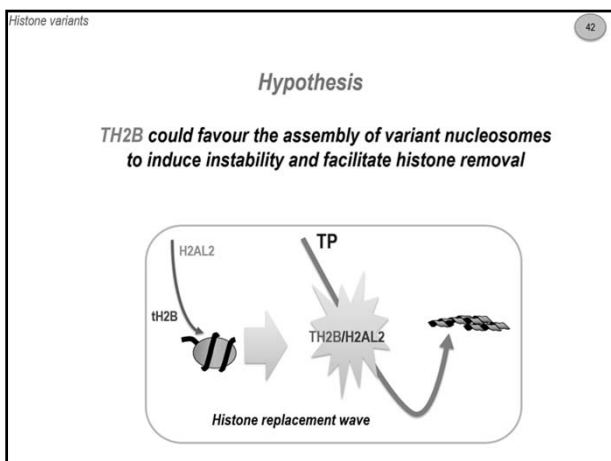 Histone variants
42
Hypothesis
TH2B could favour the assembly of variant nucleosomes
to induce instability and facilitate histone removal
H2AL2
TP
tH2B
TH2B/H2AL2
Histone replacement wave